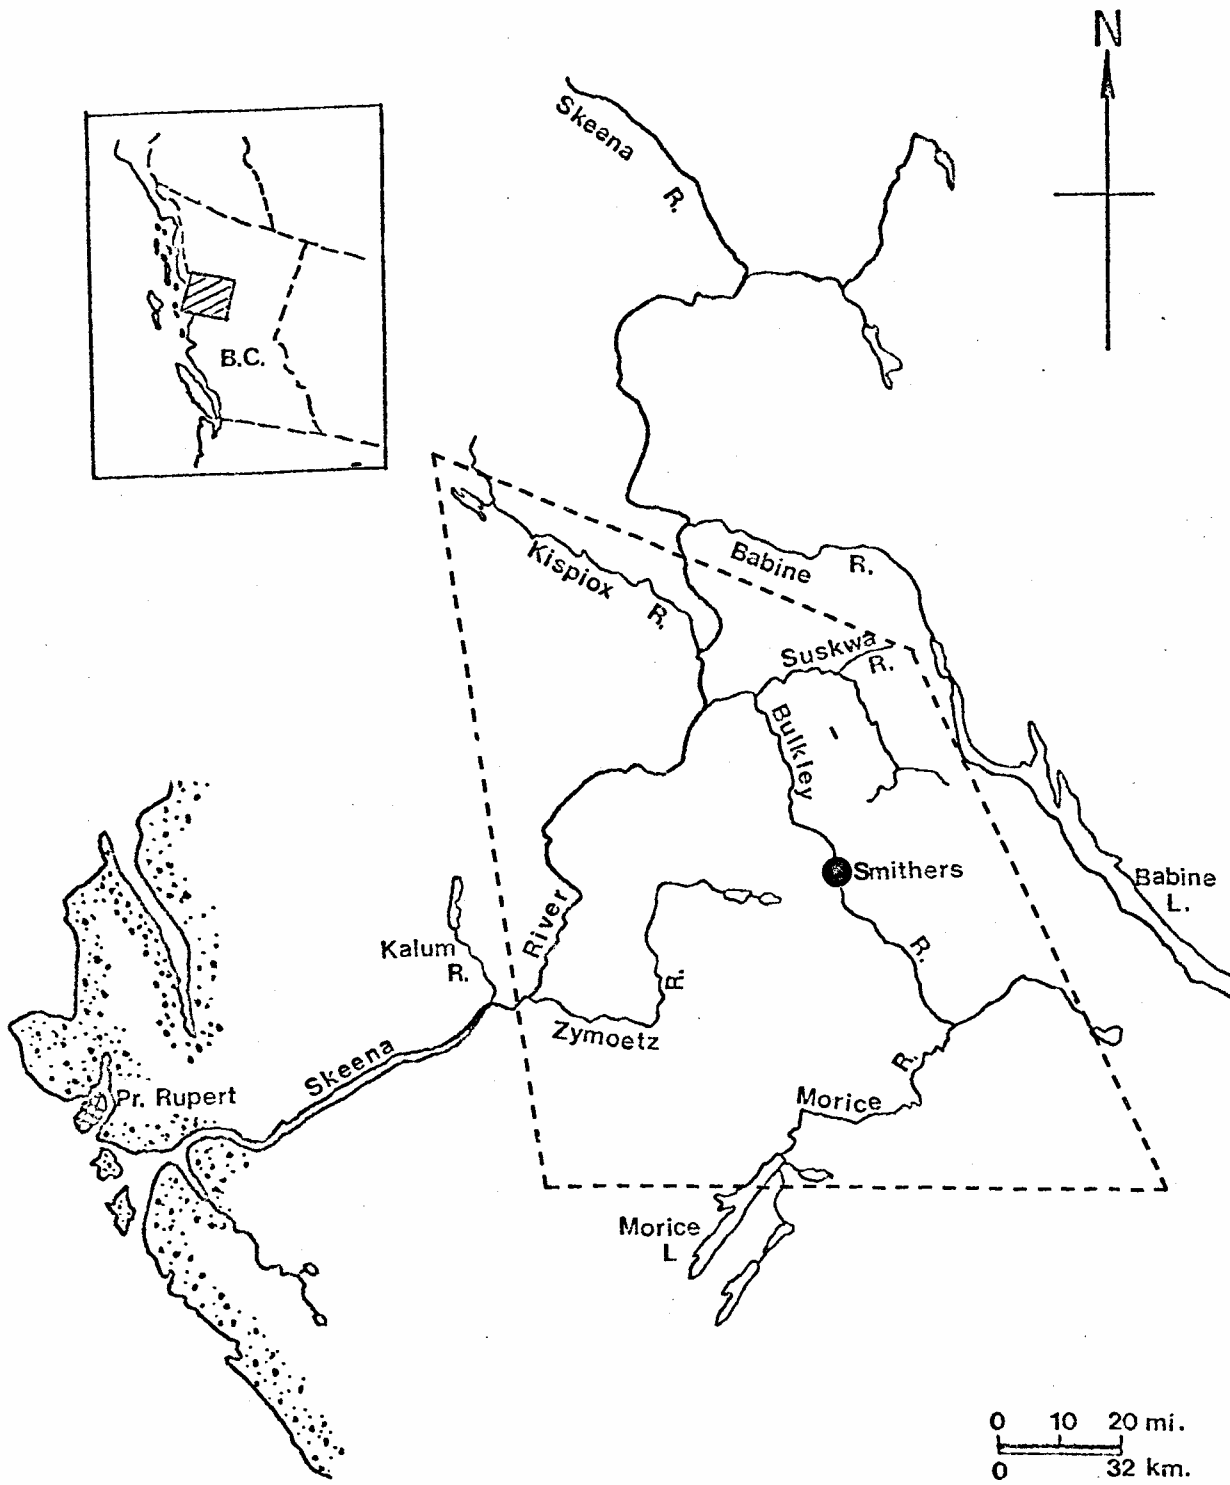 N
Skeena
R.
B.C.
Babine
R.
Kispiox
R.
Suskwa
R.
Bulkley
Smithers
Babine
L.
River
Kalum
R.
R.
R.
Zymoetz
Skeena
R.
Pr. Rupert
Morice
Morice
L
0 10 20 mi.
0 32 km.